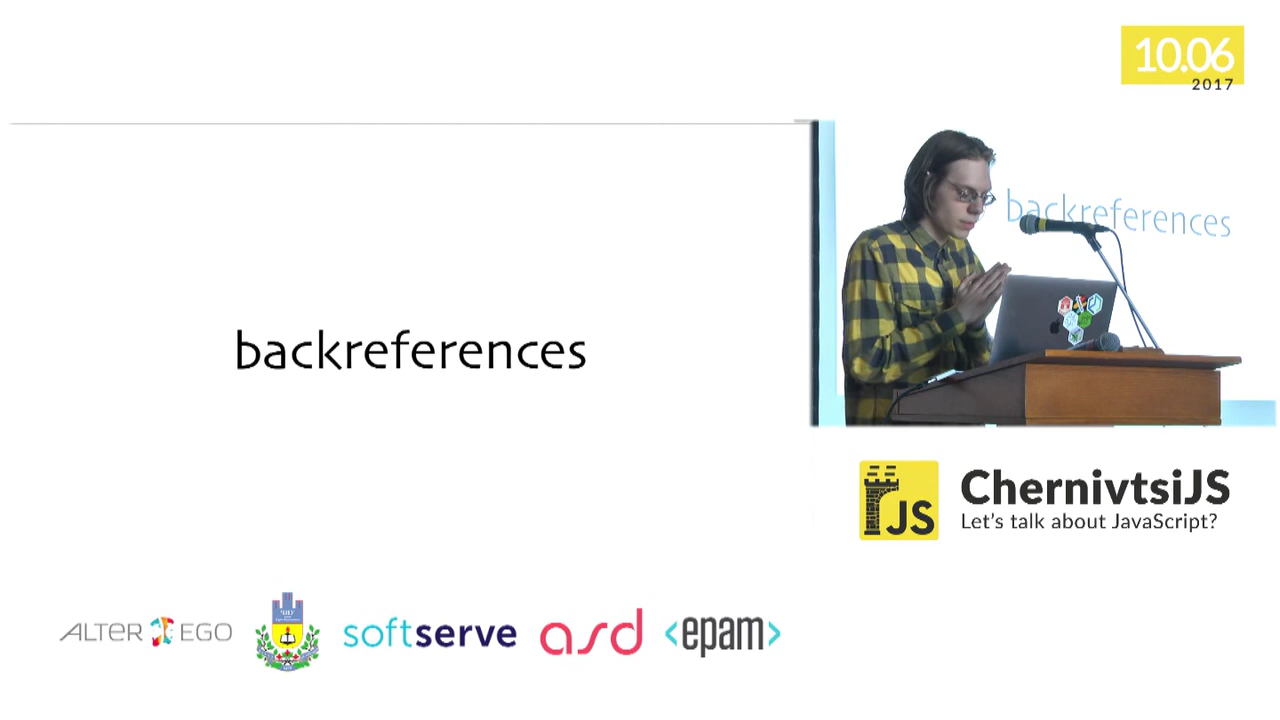 10.06
2017
backreferences
backreferences
JS
ChernivtsiJS
Let's talk about JavaScript?
ALTER EGO
softserve
asd
<epam>